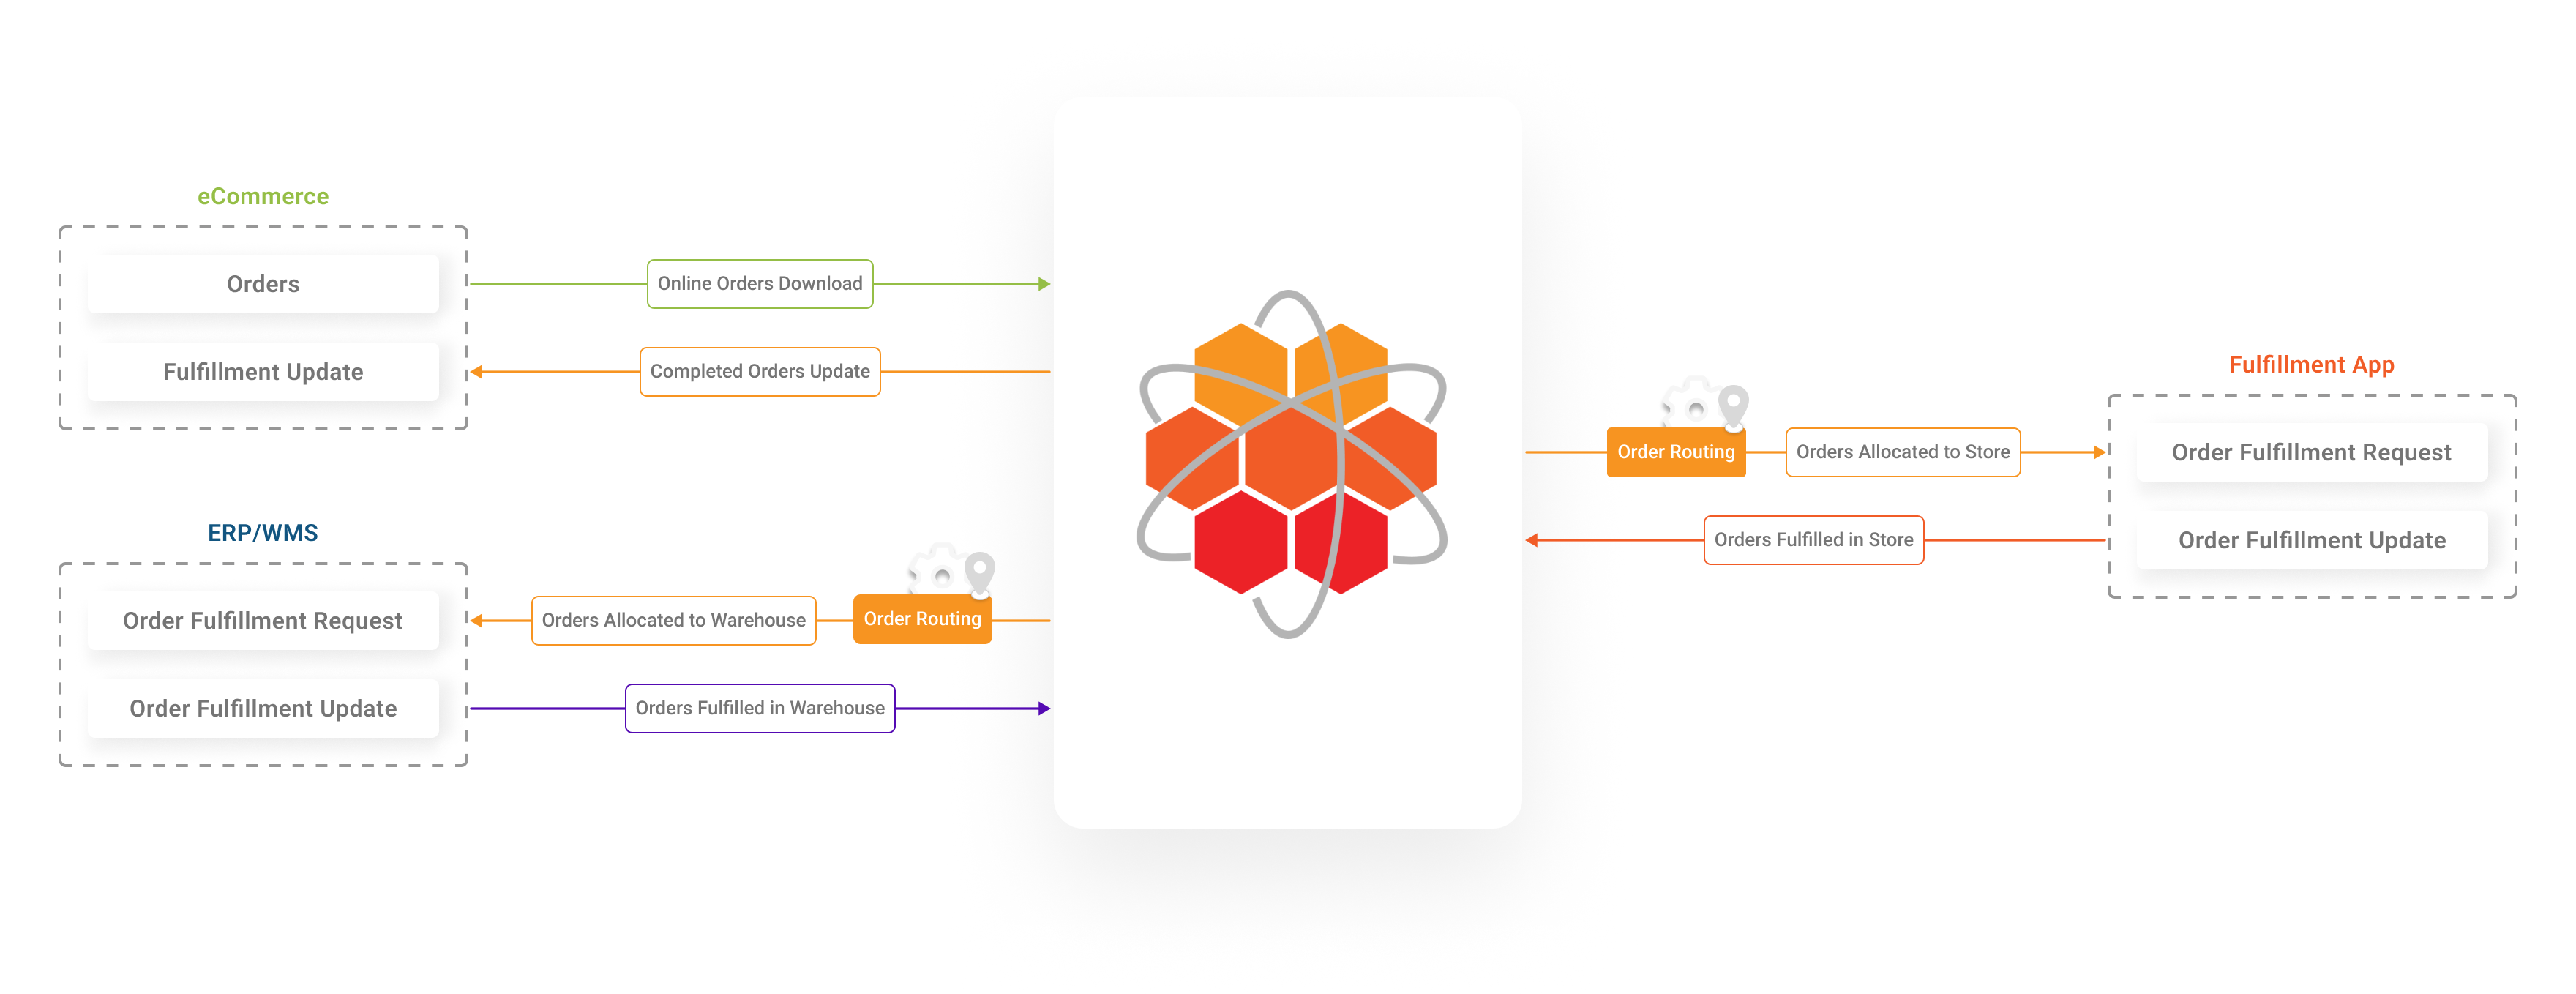 eCommerce
Orders
Online Orders Download
Fulfillment Update
Completed Orders Update
ERP/WMS
Order Fulfillment Request
Orders Allocated to Warehouse
Order Routing
Order Fulfillment Update
Orders Fulfilled in Warehouse
Fulfillment App
Order Routing
Orders Allocated to Store
Order Fulfillment Request
Orders Fulfilled in Store
Order Fulfillment Update